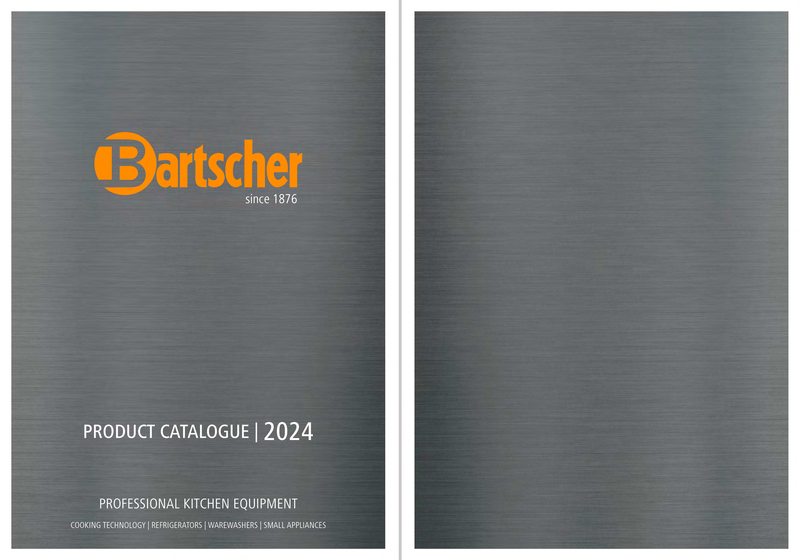 Bartscher
since 1876
PRODUCT CATALOGUE | 2024
PROFESSIONAL KITCHEN EQUIPMENT
COOKING TECHNOLOGY | REFRIGERATORS | WAREWASHERS | SMALL APPLIANCES